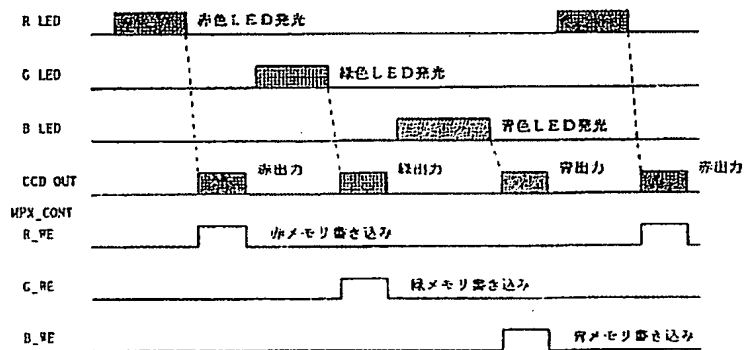 R LED 赤色LED発光
G LED 緑色LED発光
B LED 青色LED発光
CCD OUT 赤出力 緑出力 青出力 赤出力
MPX_CONT
R_WE 赤メモリ書き込み
G_WE 緑メモリ書き込み
B_WE 青メモリ書き込み